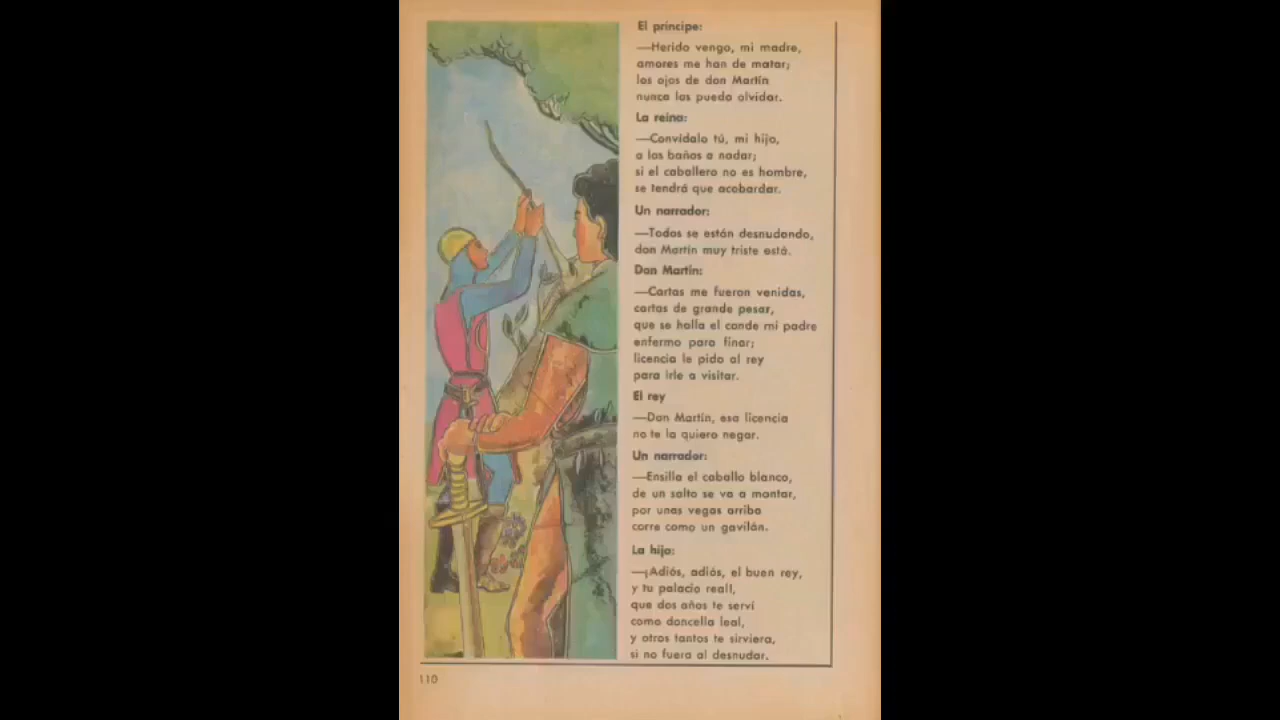 El príncipe:
—Herido vengo, mi madre,
amores me han de matar;
los ojos de don Martín
nunca los puedo olvidar.
La reina:
—Convídalo tú, mi hijo,
a los baños a nadar;
si el caballero no es hombre,
se tendrá que acobardar.
Un narrador:
—Todos se están desnudando,
don Martín muy triste está.
Don Martín:
—Cartas me fueron venidas,
cartas de grande pesar,
que se halla el conde mi padre
enfermo para finar;
licencia le pido al rey
para irle a visitar.
El rey
—Don Martín, esa licencia
no te la quiero negar.
Un narrador:
—Ensilla el caballo blanco,
de un salto se va a montar,
por unas vegas arriba
corre como un gavilán.
La hija:
—¡Adiós, adiós, el buen rey,
y tu palacio real!,
que dos años te serví
como doncella leal,
y otros tantos te sirviera,
si no fuera al desnudar.
110